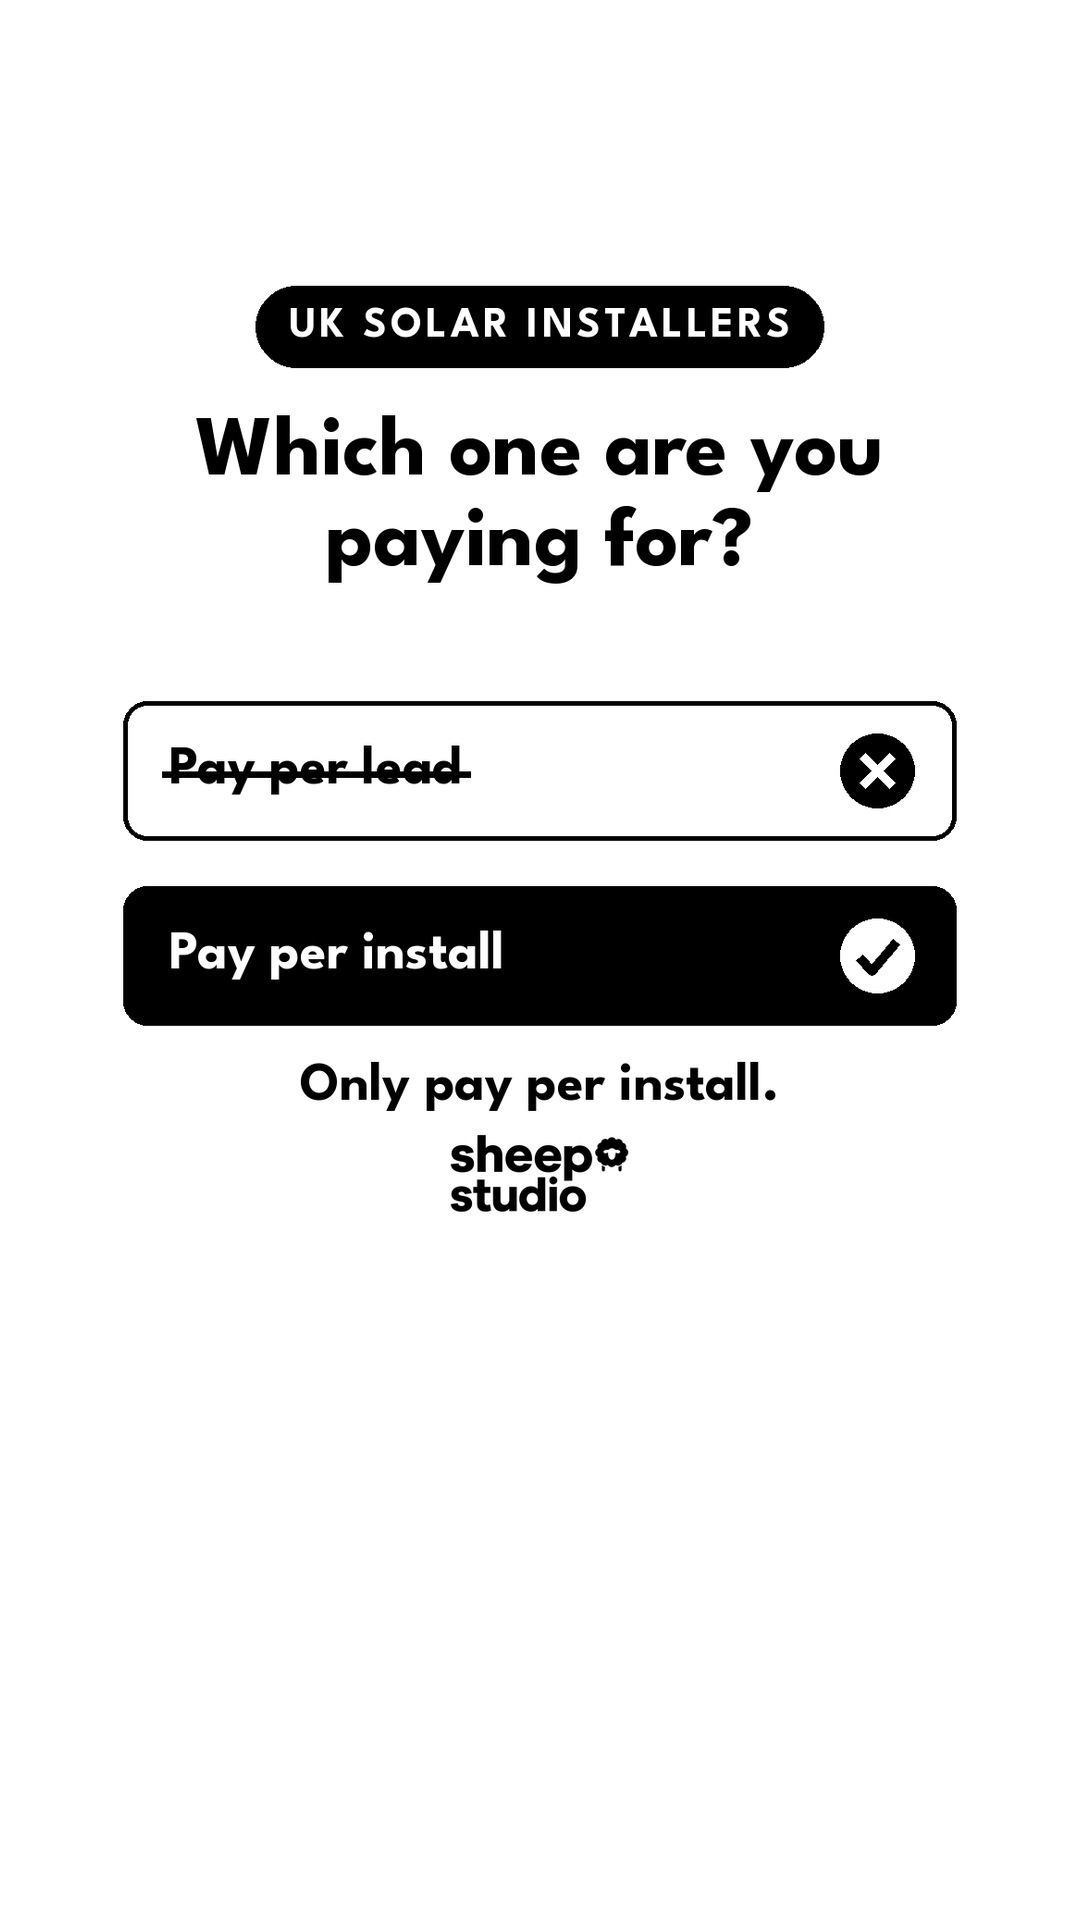 UK SOLAR INSTALLERS
Which one are you
paying for?
Pay per lead
Pay per install
Only pay per install.
sheep
studio